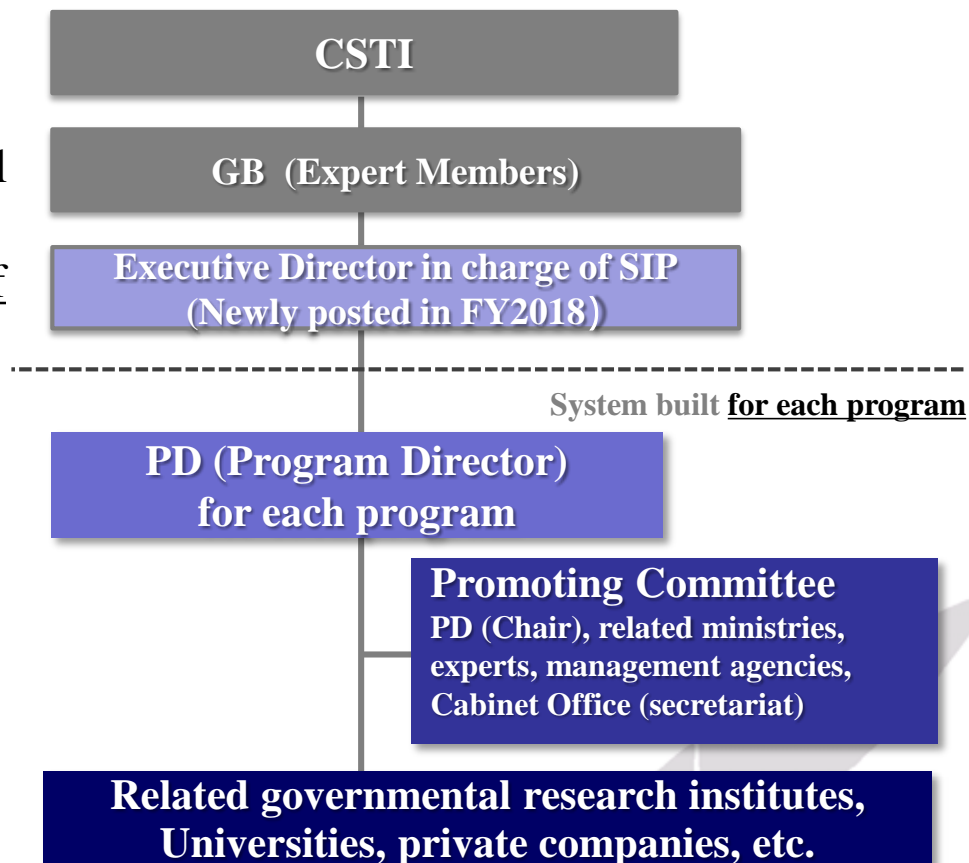 CSTI
GB (Expert Members)
Executive Director in charge of SIP
(Newly posted in FY2018）
System built for each program
PD (Program Director)
for each program
Promoting Committee
PD (Chair), related ministries,
experts, management agencies,
Cabinet Office (secretariat)
Related governmental research institutes,
Universities, private companies, etc.